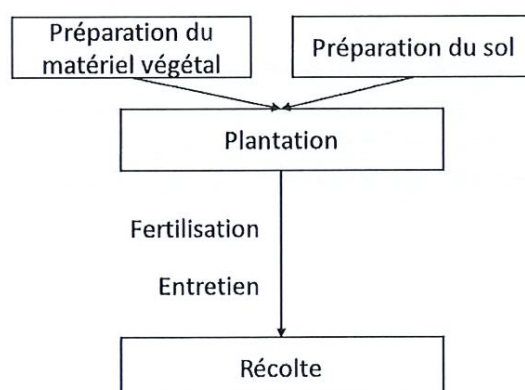 Préparation du
matériel végétal
Préparation du sol
Plantation
Fertilisation
Entretien
Récolte